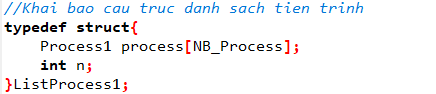 //Khai bao cau truc danh sach tien trinh
typedef struct{
    Process1 process[NB_Process];
    int n;
}ListProcess1;